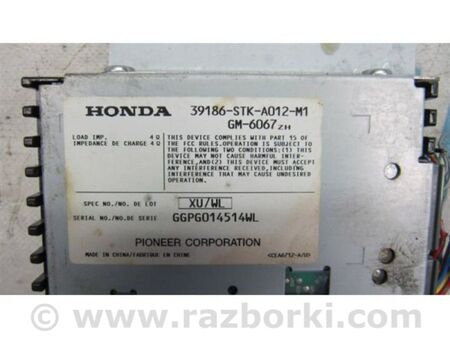 HONDA 39186-STK-A012-M1
GM-6067ZH
LOAD IMP. 4Ω
IMPEDANCE DE CHARGE 4Ω
THIS DEVICE COMPLIES WITH PART 15 OF THE FCC RULES. OPERATION IS SUBJECT TO THE FOLLOWING TWO CONDITIONS: (1) THIS DEVICE MAY NOT CAUSE HARMFUL INTERFERENCE, AND (2) THIS DEVICE MUST ACCEPT ANY INTERFERENCE RECEIVED, INCLUDING INTERFERENCE THAT MAY CAUSE UNDESIRED OPERATION.
SPEC NO./NO. DE LOT XU/WL
SERIAL NO./NO.DE SERIE GGPG014514WL
PIONEER CORPORATION
MADE IN CHINA/FABRIQUE EN CHINE
<CEA6712-A/U>
www.razborki.com